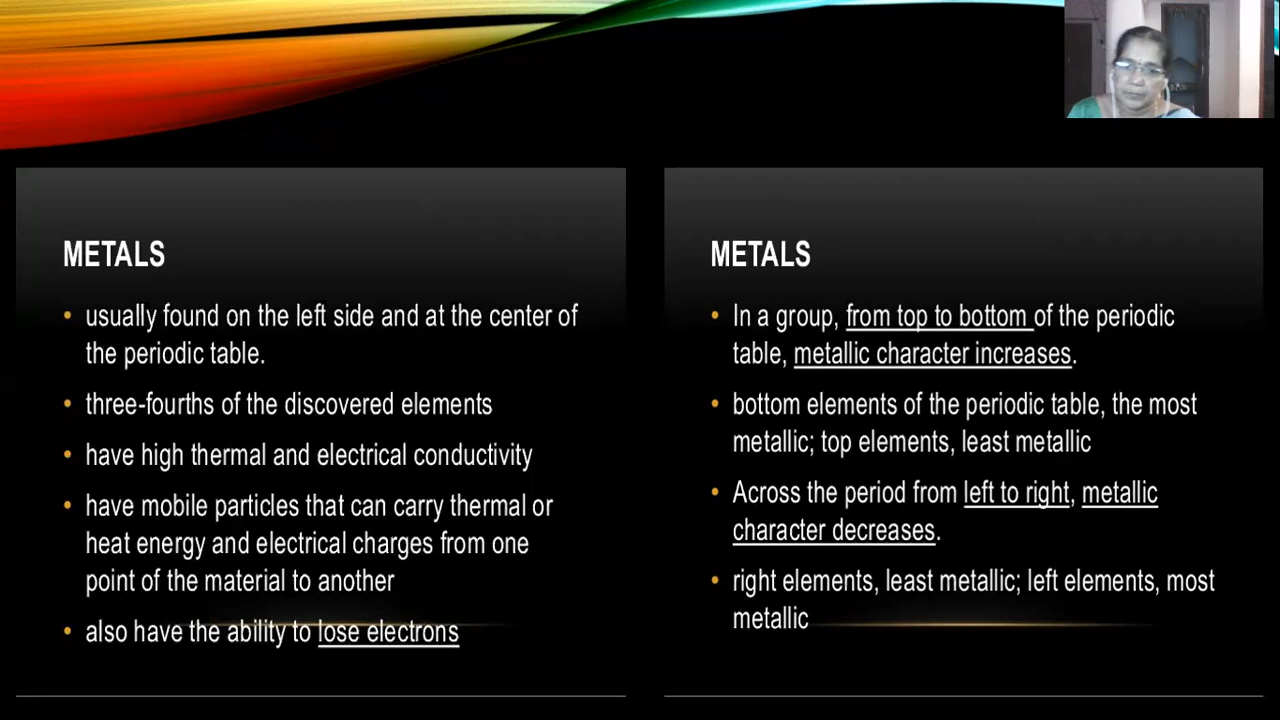 METALS
• usually found on the left side and at the center of
the periodic table.
• three-fourths of the discovered elements
• have high thermal and electrical conductivity
• have mobile particles that can carry thermal or
heat energy and electrical charges from one
point of the material to another
• also have the ability to lose electrons
METALS
• In a group, from top to bottom of the periodic
table, metallic character increases.
• bottom elements of the periodic table, the most
metallic; top elements, least metallic
• Across the period from left to right, metallic
character decreases.
• right elements, least metallic; left elements, most
metallic